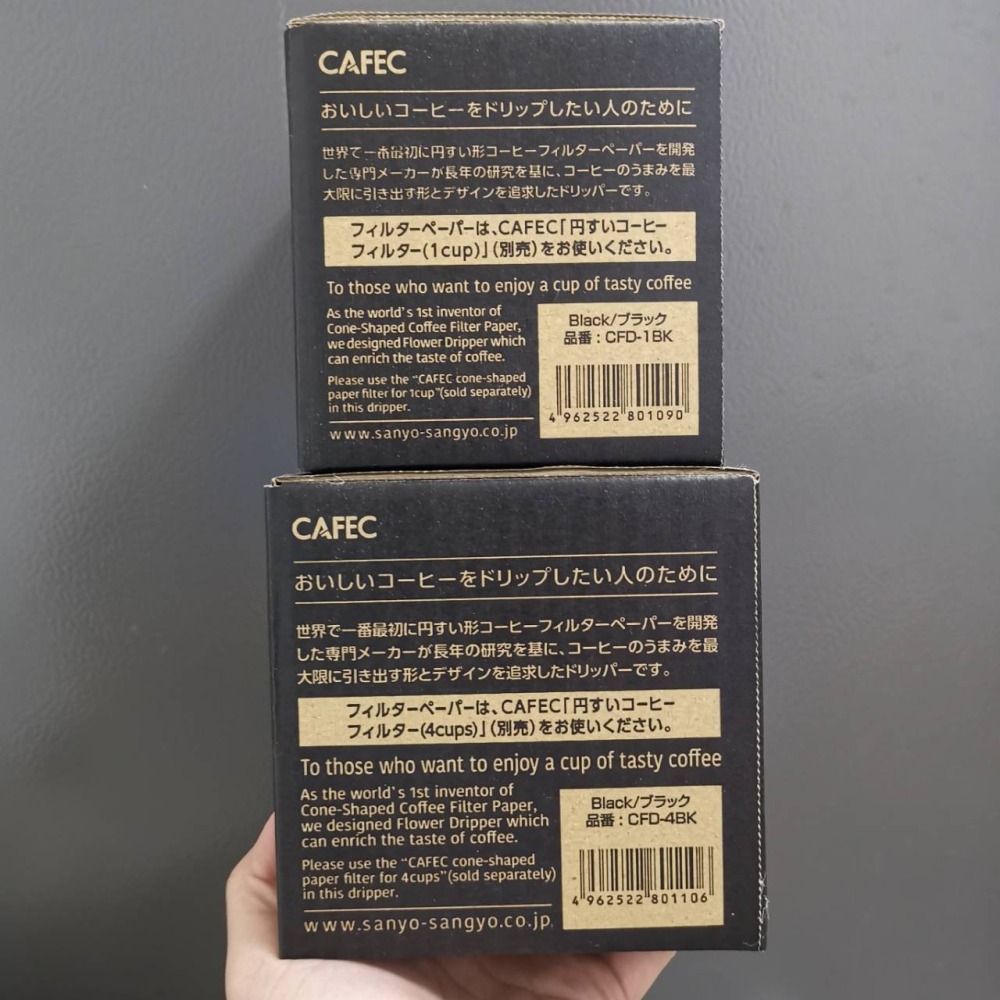 CAFEC
おいしいコーヒーをドリップしたい人のために
世界で一番最初に円すい形コーヒーフィルターペーパーを開発
した専門メーカーが長年の研究を基に、コーヒーのうまみを最
大限に引き出す形とデザインを追求したドリッパーです。
フィルターペーパーは、CAFEC「円すいコーヒー
フィルター(1cup)」(別売)をお使いください。
To those who want to enjoy a cup of tasty coffee
As the world's 1st inventor of
Cone-Shaped Coffee Filter Paper,
we designed Flower Dripper which
can enrich the taste of coffee.
Please use the "CAFEC cone-shaped
paper filter for 1cup"(sold separately)
in this dripper.
www.sanyo-sangyo.co.jp
Black/ブラック
品番:CFD-1BK
4 962522 801090
CAFEC
おいしいコーヒーをドリップしたい人のために
世界で一番最初に円すい形コーヒーフィルターペーパーを開発
した専門メーカーが長年の研究を基に、コーヒーのうまみを最
大限に引き出す形とデザインを追求したドリッパーです。
フィルターペーパーは、CAFEC「円すいコーヒー
フィルター(4cups)」(別売)をお使いください。
To those who want to enjoy a cup of tasty coffee
As the world's 1st inventor of
Cone-Shaped Coffee Filter Paper,
we designed Flower Dripper which
can enrich the taste of coffee.
Please use the "CAFEC cone-shaped
paper filter for 4cups"(sold separately)
in this dripper.
www.sanyo-sangyo.co.jp
Black/ブラック
品番:CFD-4BK
4 962522 801106